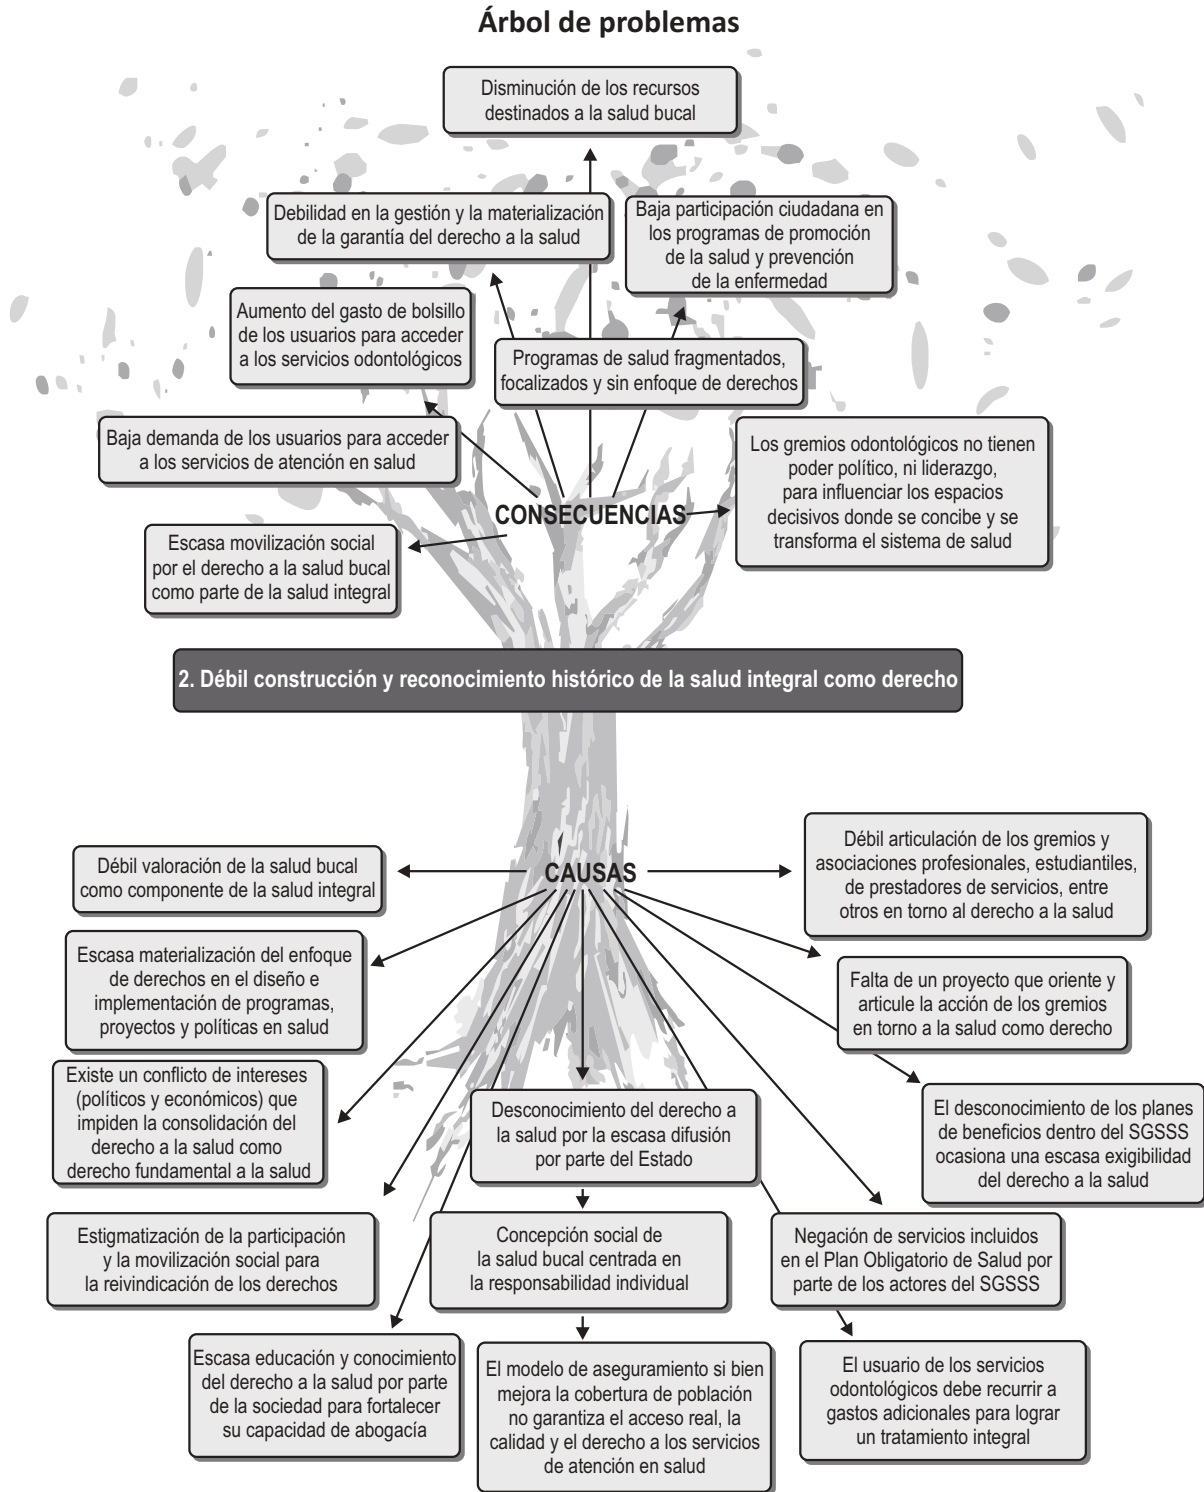 Árbol de problemas
Disminución de los recursos
destinados a la salud bucal
Debilidad en la gestión y la materialización
de la garantía del derecho a la salud
Baja participación ciudadana en
los programas de promoción
de la salud y prevención
de la enfermedad
Aumento del gasto de bolsillo
de los usuarios para acceder
a los servicios odontológicos
Programas de salud fragmentados,
focalizados y sin enfoque de derechos
Baja demanda de los usuarios para acceder
a los servicios de atención en salud
Los gremios odontológicos no tienen
poder político, ni liderazgo,
para influenciar los espacios
decisivos donde se concibe y se
transforma el sistema de salud
CONSECUENCIAS
Escasa movilización social
por el derecho a la salud bucal
como parte de la salud integral
2. Débil construcción y reconocimiento histórico de la salud integral como derecho
CAUSAS
Débil valoración de la salud bucal
como componente de la salud integral
Débil articulación de los gremios y
asociaciones profesionales, estudiantiles,
de prestadores de servicios, entre
otros en torno al derecho a la salud
Escasa materialización del enfoque
de derechos en el diseño e
implementación de programas,
proyectos y políticas en salud
Falta de un proyecto que oriente y
articule la acción de los gremios
en torno a la salud como derecho
Existe un conflicto de intereses
(políticos y económicos) que
impiden la consolidación del
derecho a la salud como
derecho fundamental a la salud
Desconocimiento del derecho a
la salud por la escasa difusión
por parte del Estado
El desconocimiento de los planes
de beneficios dentro del SGSSS
ocasiona una escasa exigibilidad
del derecho a la salud
Estigmatización de la participación
y la movilización social para
la reivindicación de los derechos
Concepción social de
la salud bucal centrada en
la responsabilidad individual
Negación de servicios incluidos
en el Plan Obligatorio de Salud por
parte de los actores del SGSSS
Escasa educación y conocimiento
del derecho a la salud por parte
de la sociedad para fortalecer
su capacidad de abogacía
El modelo de aseguramiento si bien
mejora la cobertura de población
no garantiza el acceso real, la
calidad y el derecho a los servicios
de atención en salud
El usuario de los servicios
odontológicos debe recurrir a
gastos adicionales para lograr
un tratamiento integral